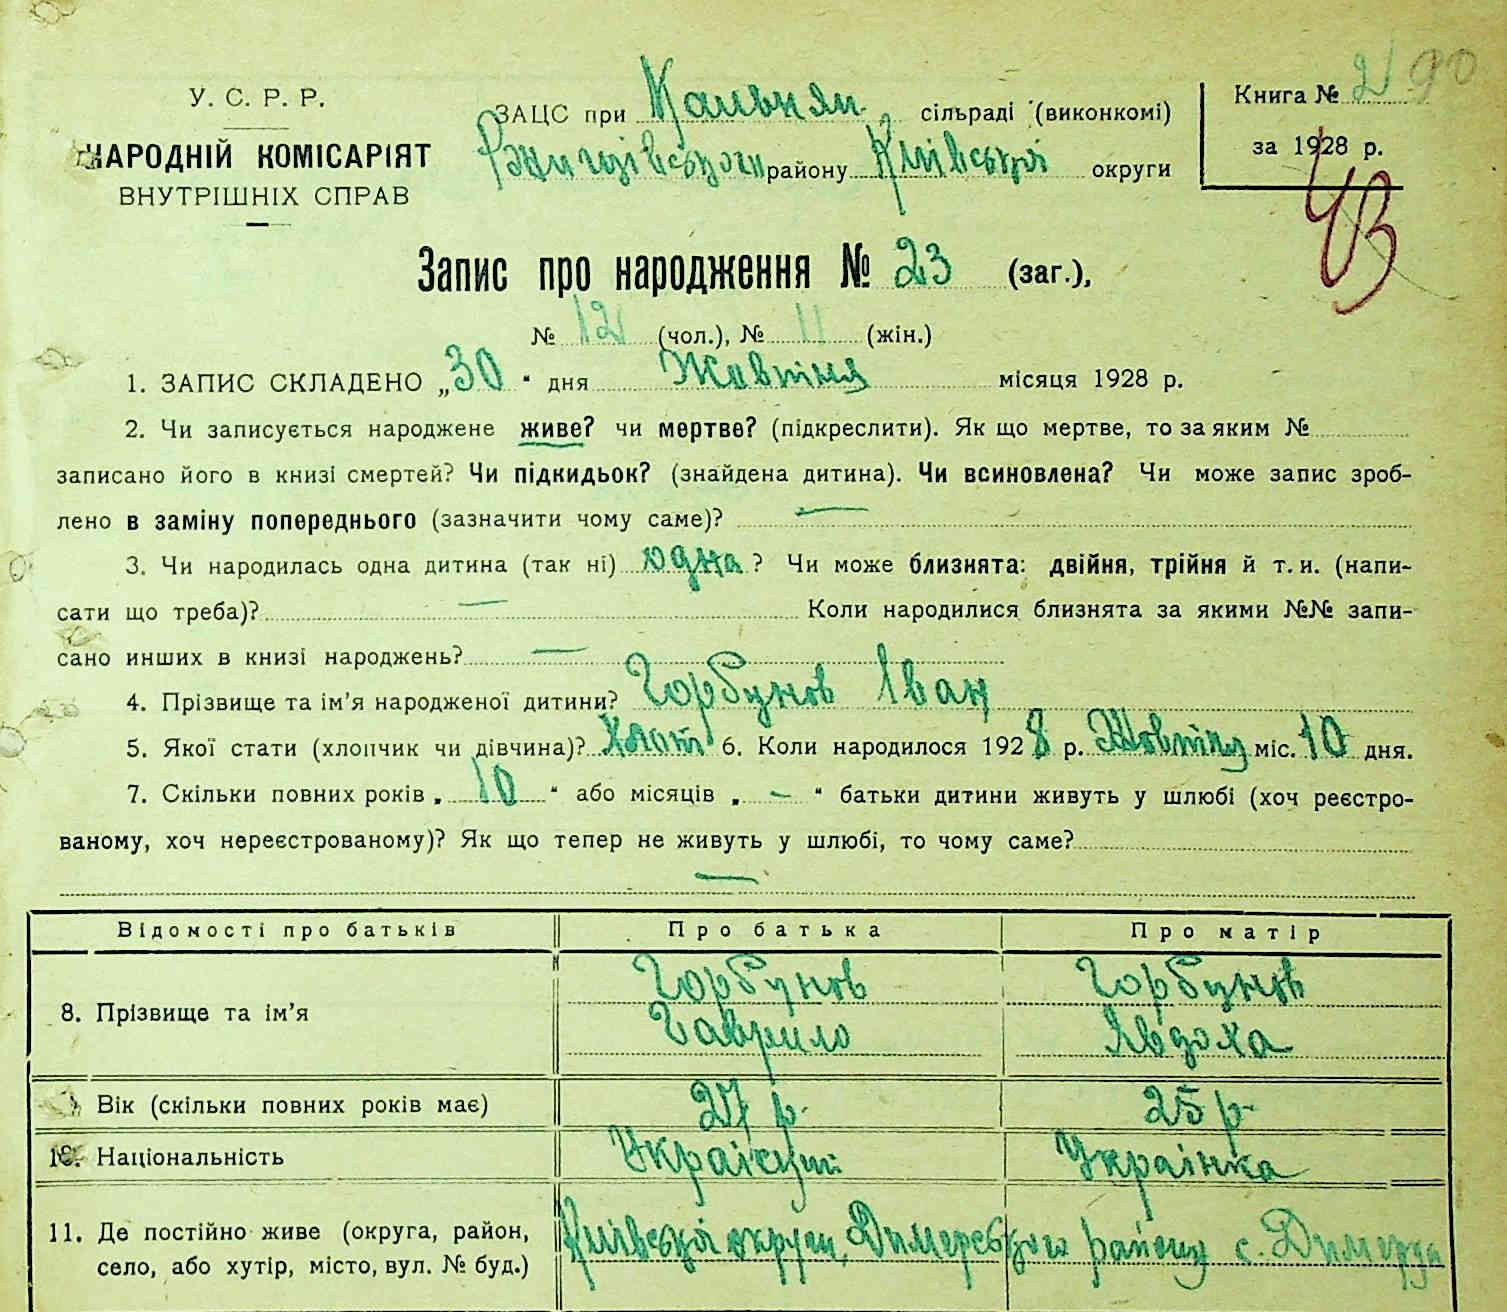 У. С. Р. Р.
НАРОДНІЙ КОМІСАРІЯТ
ВНУТРІШНІХ СПРАВ
ЗАЦС при сільраді (виконкомі)
району Київської округи
Книга № 2 90
за 1928 р.
43
Запис про народження № 23 (заг.),
№ 12 (чол.), № 11 (жін.)
1. ЗАПИС СКЛАДЕНО „30“ дня Жовтня місяця 1928 р.
2. Чи записується народжене живе? чи мертве? (підкреслити). Як що мертве, то за яким №
записано його в книзі смертей? Чи підкидьок? (знайдена дитина). Чи всиновлена? Чи може запис зроб-
лено в заміну попереднього (зазначити чому саме)? —
3. Чи народилась одна дитина (так ні) одна? Чи може близнята: двійня, трійня й т. и. (напи-
сати що треба)? — Коли народилися близнята за якими №№ запи-
сано инших в книзі народжень? —
4. Прізвище та ім'я народженої дитини? Горбунов Іван
5. Якої стати (хлопчик чи дівчина)? 6. Коли народилося 1928 р. Жовтня міс. 10 дня.
7. Скільки повних років „10“ або місяців „—“ батьки дитини живуть у шлюбі (хоч реєстро-
ваному, хоч нереєстрованому)? Як що тепер не живуть у шлюбі, то чому саме?
—
Відомості про батьків Про батька Про матір
8. Прізвище та ім'я Горбунов Гаврило Горбунов Явдоха
Вік (скільки повних років має) 27 р. 25 р.
10. Національність Українка
11. Де постійно живе (округа, район,
село, або хутір, місто, вул. № буд.) Київської округи, Димерського району с.